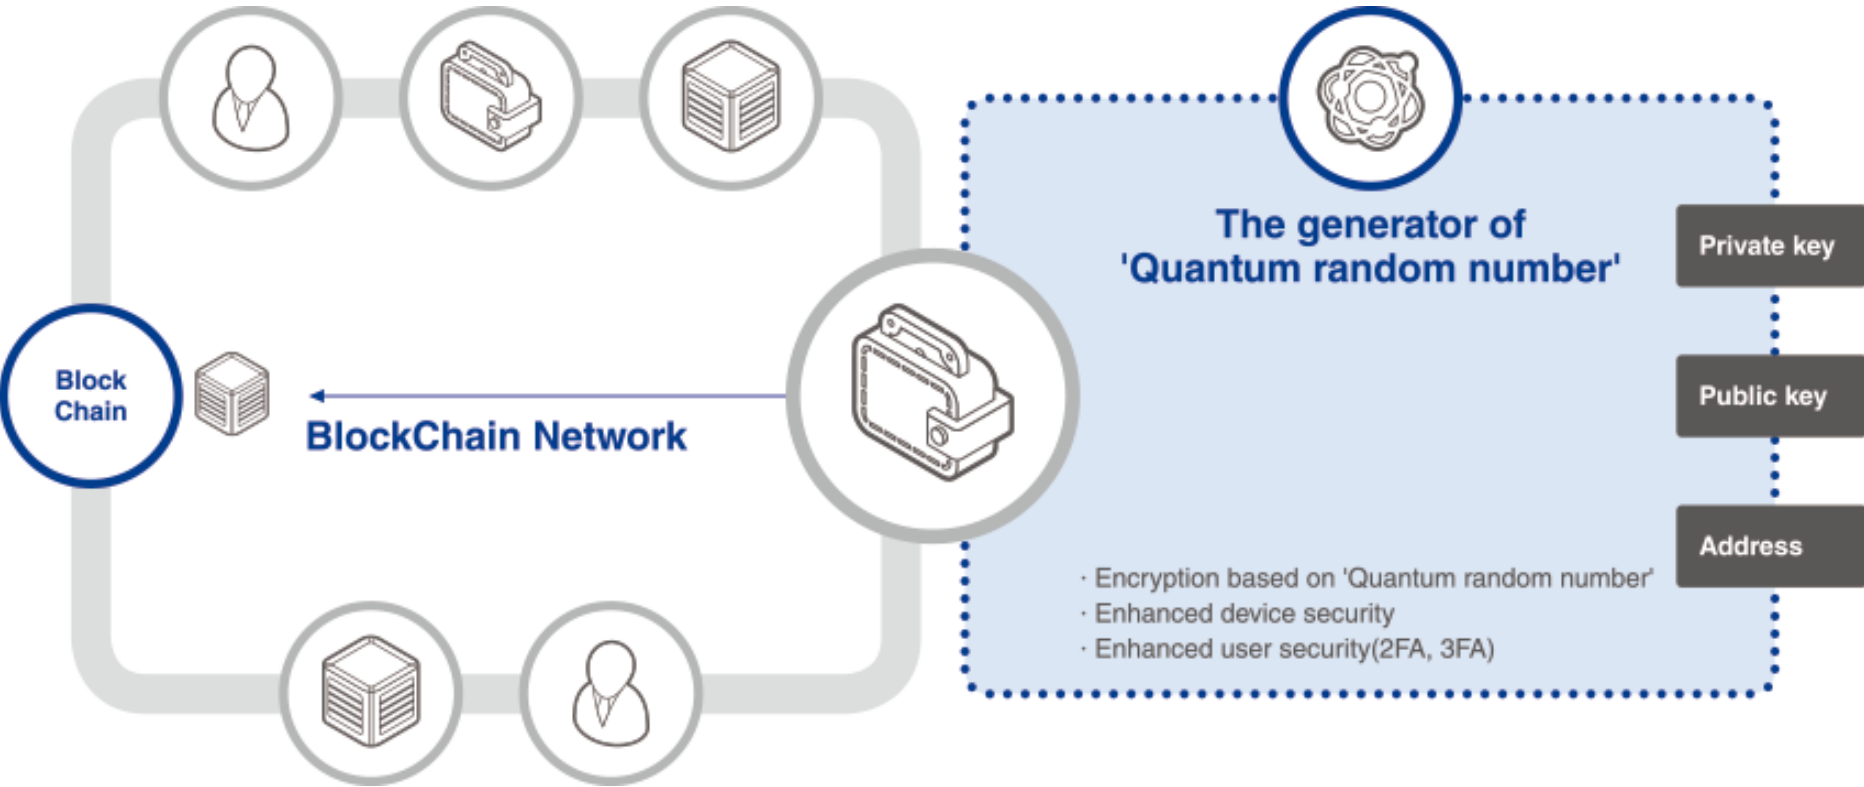 Block
Chain
BlockChain Network
The generator of
'Quantum random number'
Private key
Public key
Address
· Encryption based on 'Quantum random number'
· Enhanced device security
· Enhanced user security(2FA, 3FA)